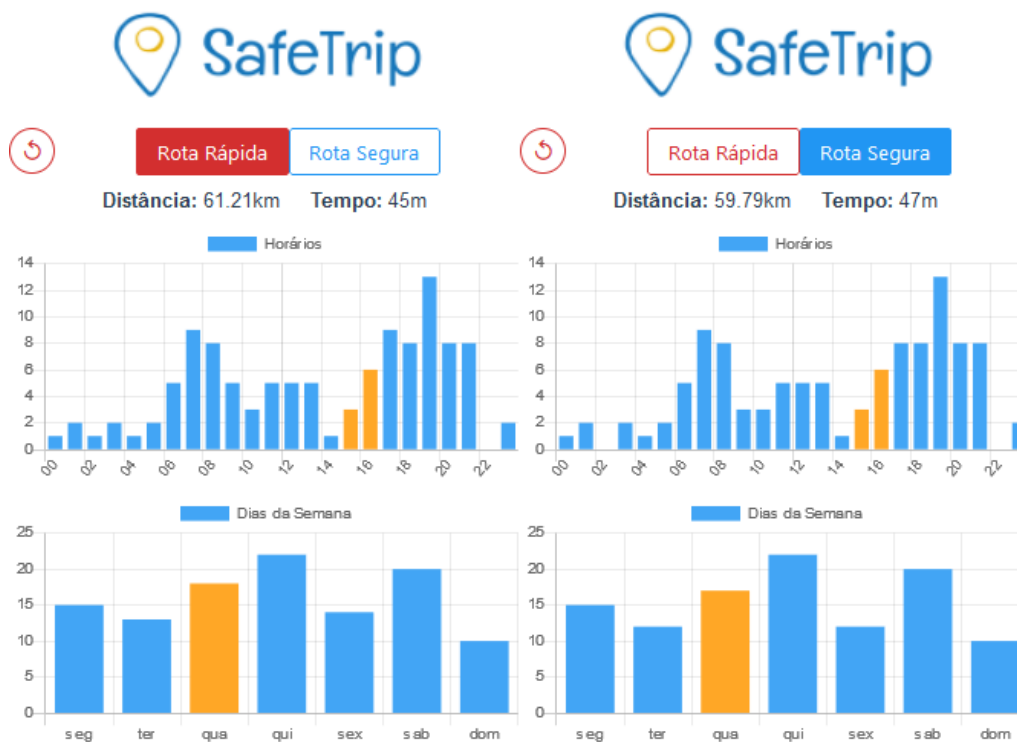 SafeTrip
Rota Rápida Rota Segura
Distância: 61.21km Tempo: 45m
Horários
14
12
10
8
6
4
2
0
00 02 04 06 08 10 12 14 16 18 20 22
Dias da Semana
25
20
15
10
5
0
seg ter qua qui sex sab dom
SafeTrip
Rota Rápida Rota Segura
Distância: 59.79km Tempo: 47m
Horários
14
12
10
8
6
4
2
0
00 02 04 06 08 10 12 14 16 18 20 22
Dias da Semana
25
20
15
10
5
0
seg ter qua qui sex sab dom